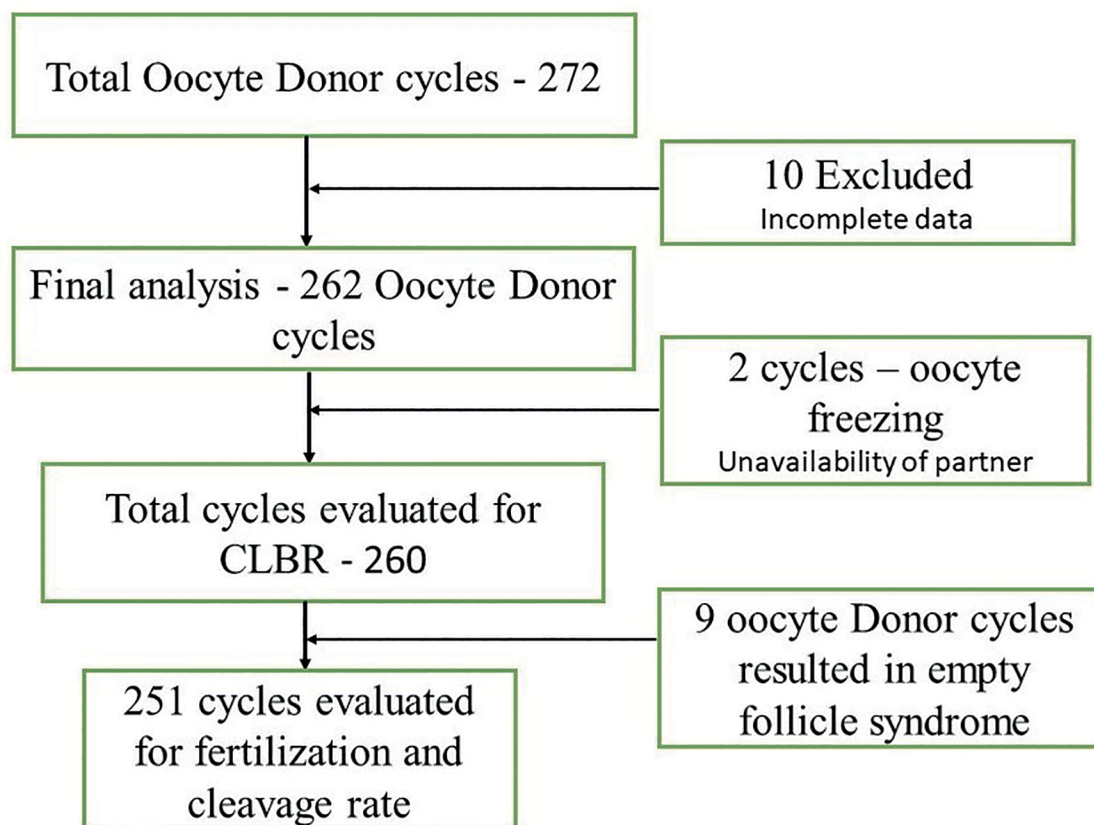 Total Oocyte Donor cycles - 272
10 Excluded
Incomplete data
Final analysis - 262 Oocyte Donor
cycles
2 cycles – oocyte
freezing
Unavailability of partner
Total cycles evaluated for
CLBR - 260
9 oocyte Donor cycles
resulted in empty
follicle syndrome
251 cycles evaluated
for fertilization and
cleavage rate